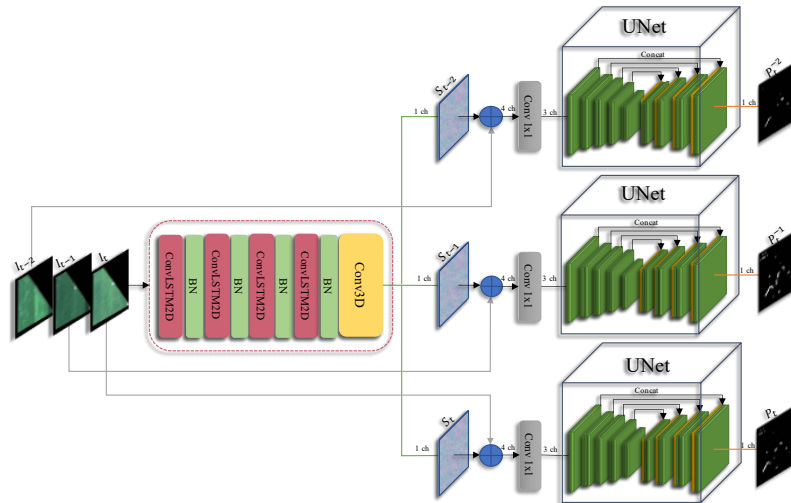 UNet
Concat
S t−2
1 ch
4 ch
Conv 1x1
3 ch
1 ch
P t −2
I t−2
I t−1
I t
ConvLSTM2D
BN
ConvLSTM2D
BN
ConvLSTM2D
BN
ConvLSTM2D
BN
Conv3D
UNet
Concat
S t−1
1 ch
4 ch
Conv 1x1
3 ch
1 ch
P t −1
UNet
Concat
S t
1 ch
4 ch
Conv 1x1
3 ch
1 ch
P t